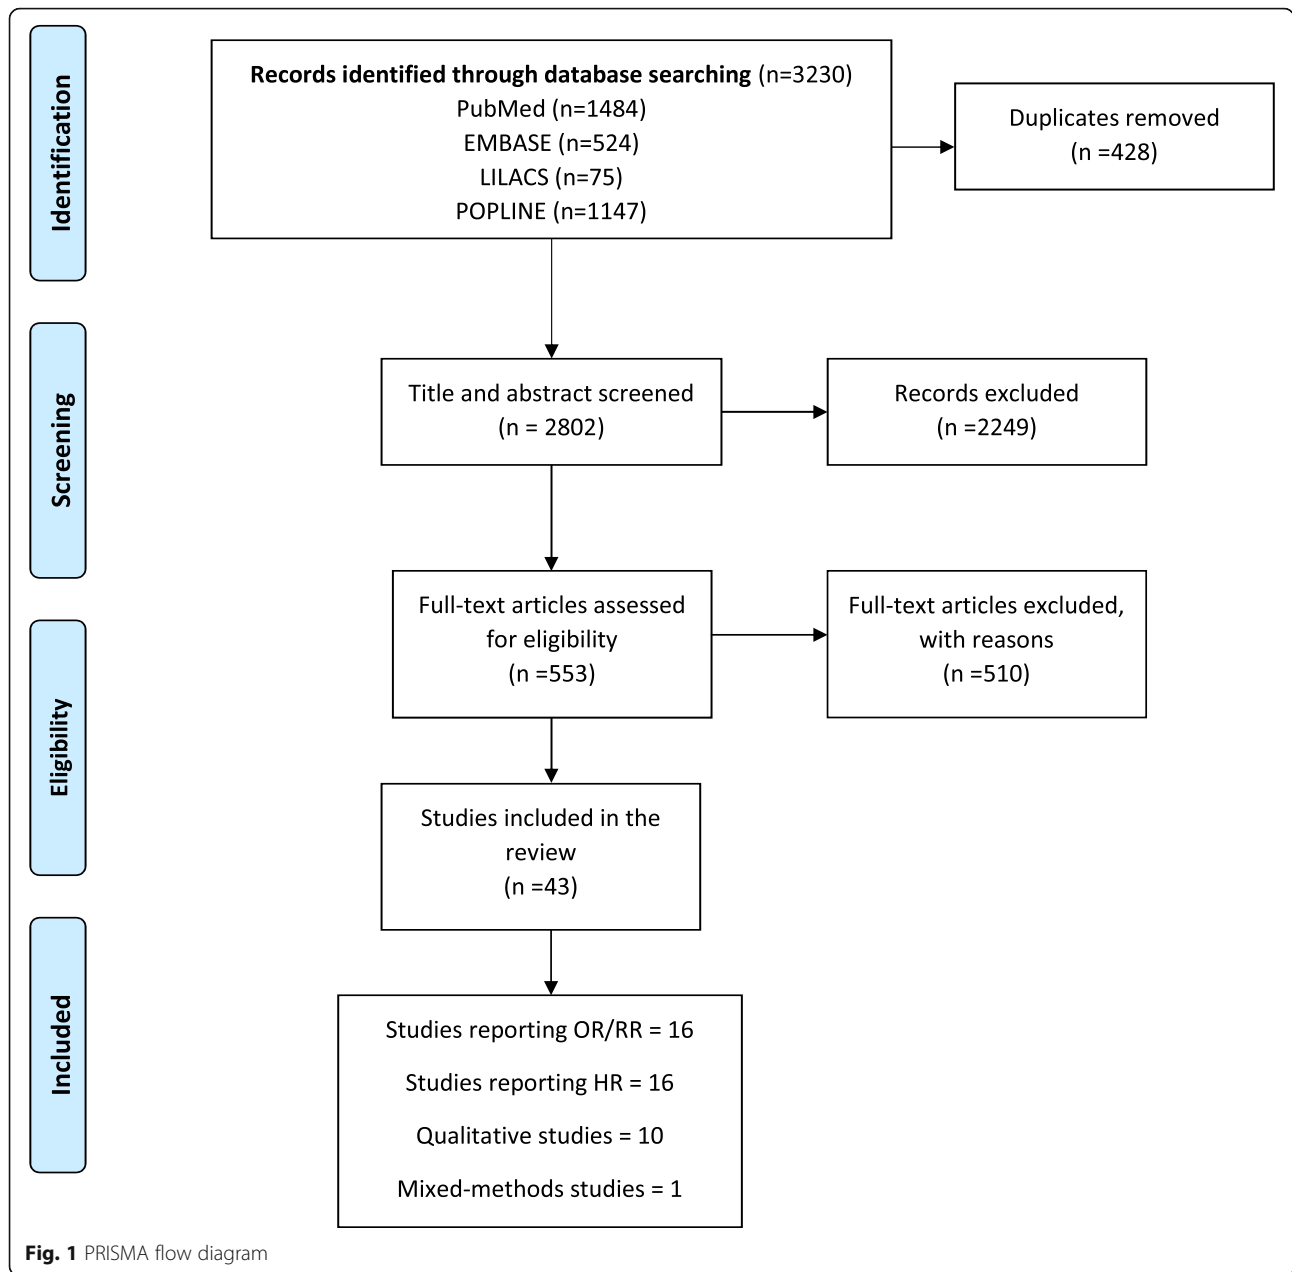 Identification
Records identified through database searching (n=3230)
PubMed (n=1484)
EMBASE (n=524)
LILACS (n=75)
POPLINE (n=1147)
Duplicates removed
(n =428)
Screening
Title and abstract screened
(n = 2802)
Records excluded
(n =2249)
Full-text articles assessed
for eligibility
(n =553)
Full-text articles excluded,
with reasons
(n =510)
Eligibility
Studies included in the
review
(n =43)
Included
Studies reporting OR/RR = 16
Studies reporting HR = 16
Qualitative studies = 10
Mixed-methods studies = 1
Fig. 1 PRISMA flow diagram